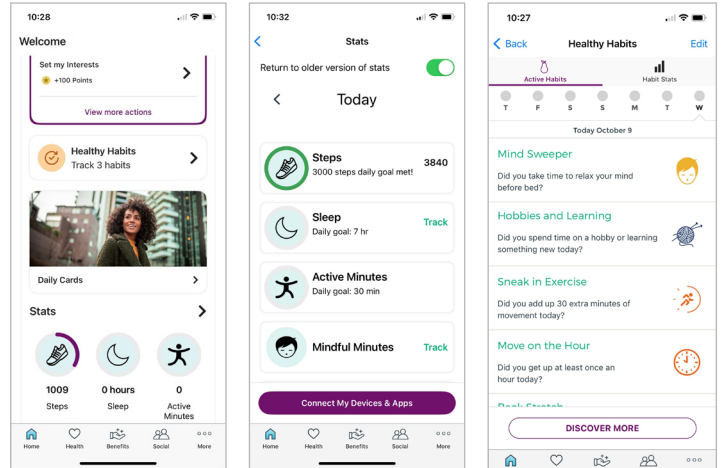 10:28
Welcome
Set my Interests
+100 Points
View more actions
Healthy Habits
Track 3 habits
Daily Cards
Stats
1009
0 hours
0
Steps
Sleep
Active
Minutes
Home
Health
Benefits
Social
More
10:32
Stats
Return to older version of stats
Today
Steps
3000 steps daily goal met!
3840
Sleep
Daily goal: 7 hr
Track
Active Minutes
Daily goal: 30 min
Mindful Minutes
Track
Connect My Devices & Apps
Home
Health
Benefits
Social
More
10:27
Back
Healthy Habits
Edit
Active Habits
Habit Stats
T F S S M T W
Today October 9
Mind Sweeper
Did you take time to relax your mind
before bed?
Hobbies and Learning
Did you spend time on a hobby or learning
something new today?
Sneak in Exercise
Did you add up 30 extra minutes of
movement today?
Move on the Hour
Did you get up at least once an
hour today?
Back Stretch
DISCOVER MORE